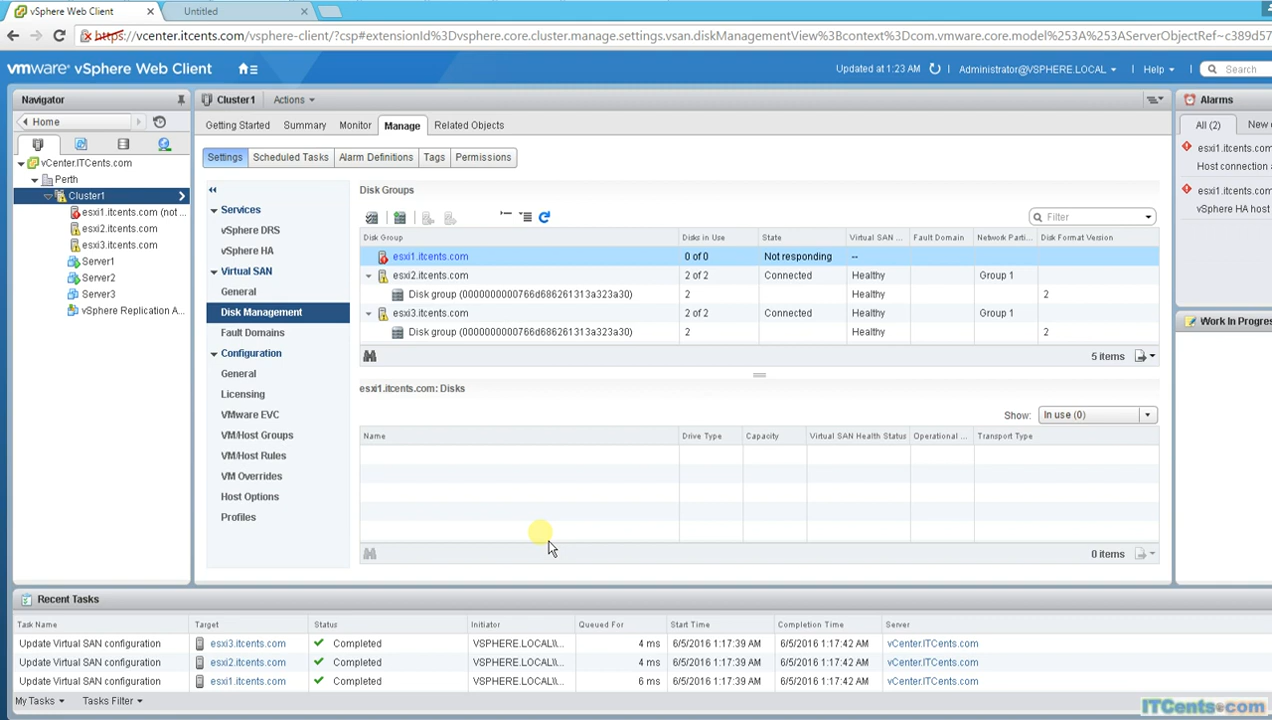 vSphere Web Client
Untitled
https://vcenter.itcents.com/vsphere-client/?csp#extensionId%3Dvsphere.core.cluster.manage.settings.vsan.diskManagementView%3Bcontext%3Dcom.vmware.core.model%253A%253AServerObjectRef~c389d57
vmware vSphere Web Client
Updated at 1:23 AM
Administrator@VSPHERE.LOCAL
Help
Search
Navigator
Home
vCenter.ITCents.com
Perth
Cluster1
esxi1.itcents.com (not ...
esxi2.itcents.com
esxi3.itcents.com
Server1
Server2
Server3
vSphere Replication A...
Cluster1 Actions
Getting Started Summary Monitor Manage Related Objects
Settings Scheduled Tasks Alarm Definitions Tags Permissions
Services
vSphere DRS
vSphere HA
Virtual SAN
General
Disk Management
Fault Domains
Configuration
General
Licensing
VMware EVC
VM/Host Groups
VM/Host Rules
VM Overrides
Host Options
Profiles
Disk Groups
Filter
Disk Group Disks in Use State Virtual SAN ... Fault Domain Network Parti... Disk Format Version
esxi1.itcents.com 0 of 0 Not responding --
esxi2.itcents.com 2 of 2 Connected Healthy Group 1
Disk group (0000000000766d686261313a323a30) 2 Healthy 2
esxi3.itcents.com 2 of 2 Connected Healthy Group 1
Disk group (0000000000766d686261313a323a30) 2 Healthy 2
5 items
esxi1.itcents.com: Disks
Show: In use (0)
Name Drive Type Capacity Virtual SAN Health Status Operational ... Transport Type
0 items
Alarms
All (2) New
esxi1.itcents.com
Host connection
esxi1.itcents.com
vSphere HA host
Work In Progres
Recent Tasks
Task Name Target Status Initiator Queued For Start Time Completion Time Server
Update Virtual SAN configuration esxi3.itcents.com Completed VSPHERE.LOCAL\\... 4 ms 6/5/2016 1:17:39 AM 6/5/2016 1:17:42 AM vCenter.ITCents.com
Update Virtual SAN configuration esxi2.itcents.com Completed VSPHERE.LOCAL\\... 4 ms 6/5/2016 1:17:39 AM 6/5/2016 1:17:42 AM vCenter.ITCents.com
Update Virtual SAN configuration esxi1.itcents.com Completed VSPHERE.LOCAL\\... 6 ms 6/5/2016 1:17:39 AM 6/5/2016 1:17:42 AM vCenter.ITCents.com
My Tasks Tasks Filter
ITCents.com